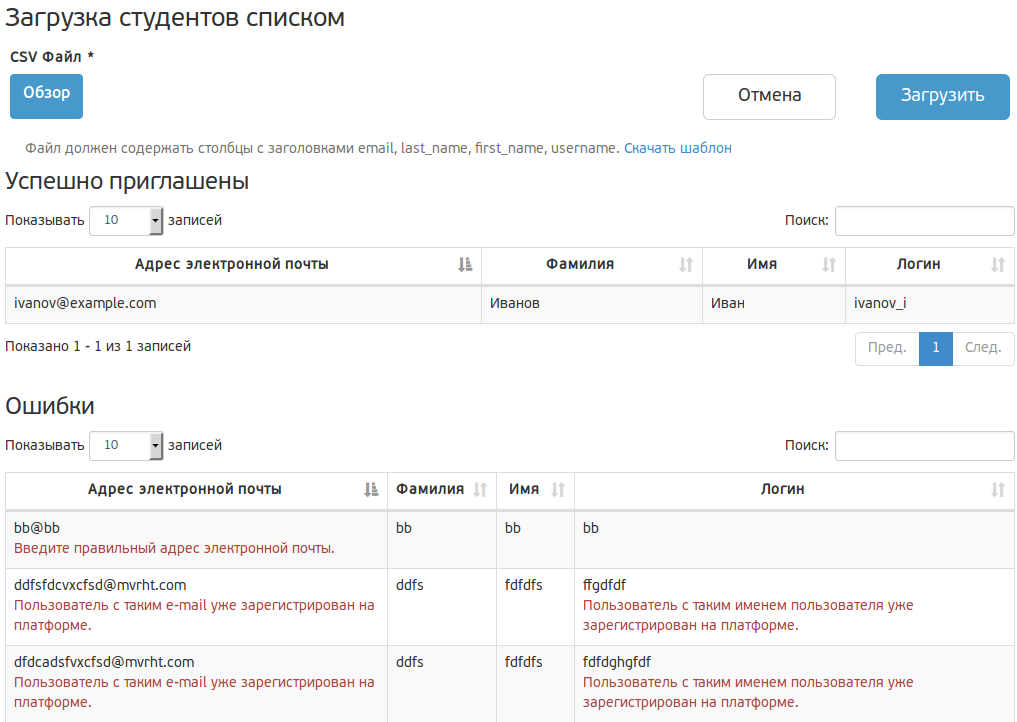 Загрузка студентов списком
CSV Файл *
Обзор
Отмена
Загрузить
Файл должен содержать столбцы с заголовками email, last_name, first_name, username. Скачать шаблон
Успешно приглашены
Показывать 10 записей
Поиск:
Адрес электронной почты Фамилия Имя Логин
ivanov@example.com Иванов Иван ivanov_i
Показано 1 - 1 из 1 записей
Пред. 1 След.
Ошибки
Показывать 10 записей
Поиск:
Адрес электронной почты Фамилия Имя Логин
bb@bb bb bb bb
Введите правильный адрес электронной почты.
ddfsfdcvxcfsd@mvrht.com ddfs fdfdfs ffgdfdf
Пользователь с таким e-mail уже зарегистрирован на Пользователь с таким именем пользователя уже
платформе. зарегистрирован на платформе.
dfdcadsfvxcfsd@mvrht.com ddfs fdfdfs fdfdghgfdf
Пользователь с таким e-mail уже зарегистрирован на Пользователь с таким именем пользователя уже
платформе. зарегистрирован на платформе.